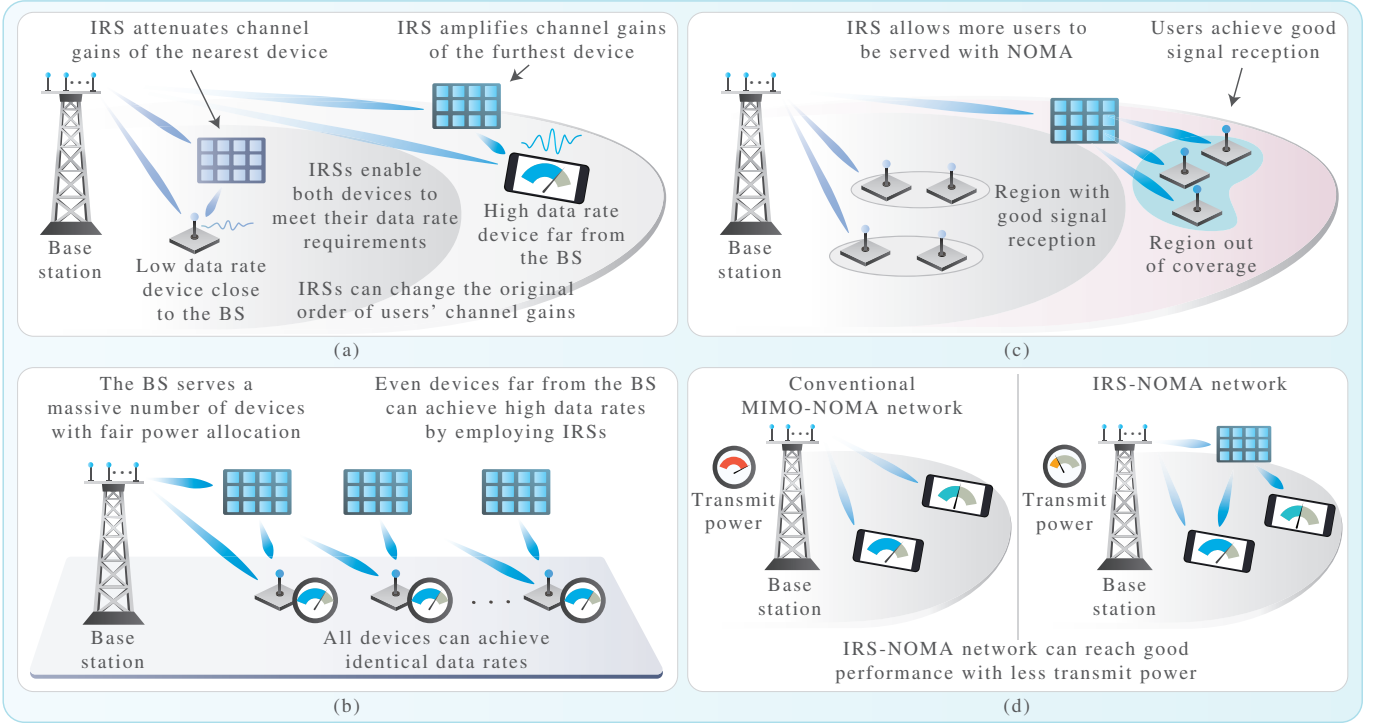 IRS attenuates channel
gains of the nearest device
IRS amplifies channel gains
of the furthest device
IRSs enable
both devices to
meet their data rate
requirements
High data rate
device far from
the BS
Base
station
Low data rate
device close
to the BS
IRSs can change the original
order of users’ channel gains
(a)
IRS allows more users to
be served with NOMA
Users achieve good
signal reception
Region with
good signal
reception
Base
station
Region out
of coverage
(c)
The BS serves a
massive number of devices
with fair power allocation
Even devices far from the BS
can achieve high data rates
by employing IRSs
Base
station
All devices can achieve
identical data rates
(b)
Conventional
MIMO-NOMA network
IRS-NOMA network
Transmit
power
Base
station
Transmit
power
Base
station
IRS-NOMA network can reach good
performance with less transmit power
(d)